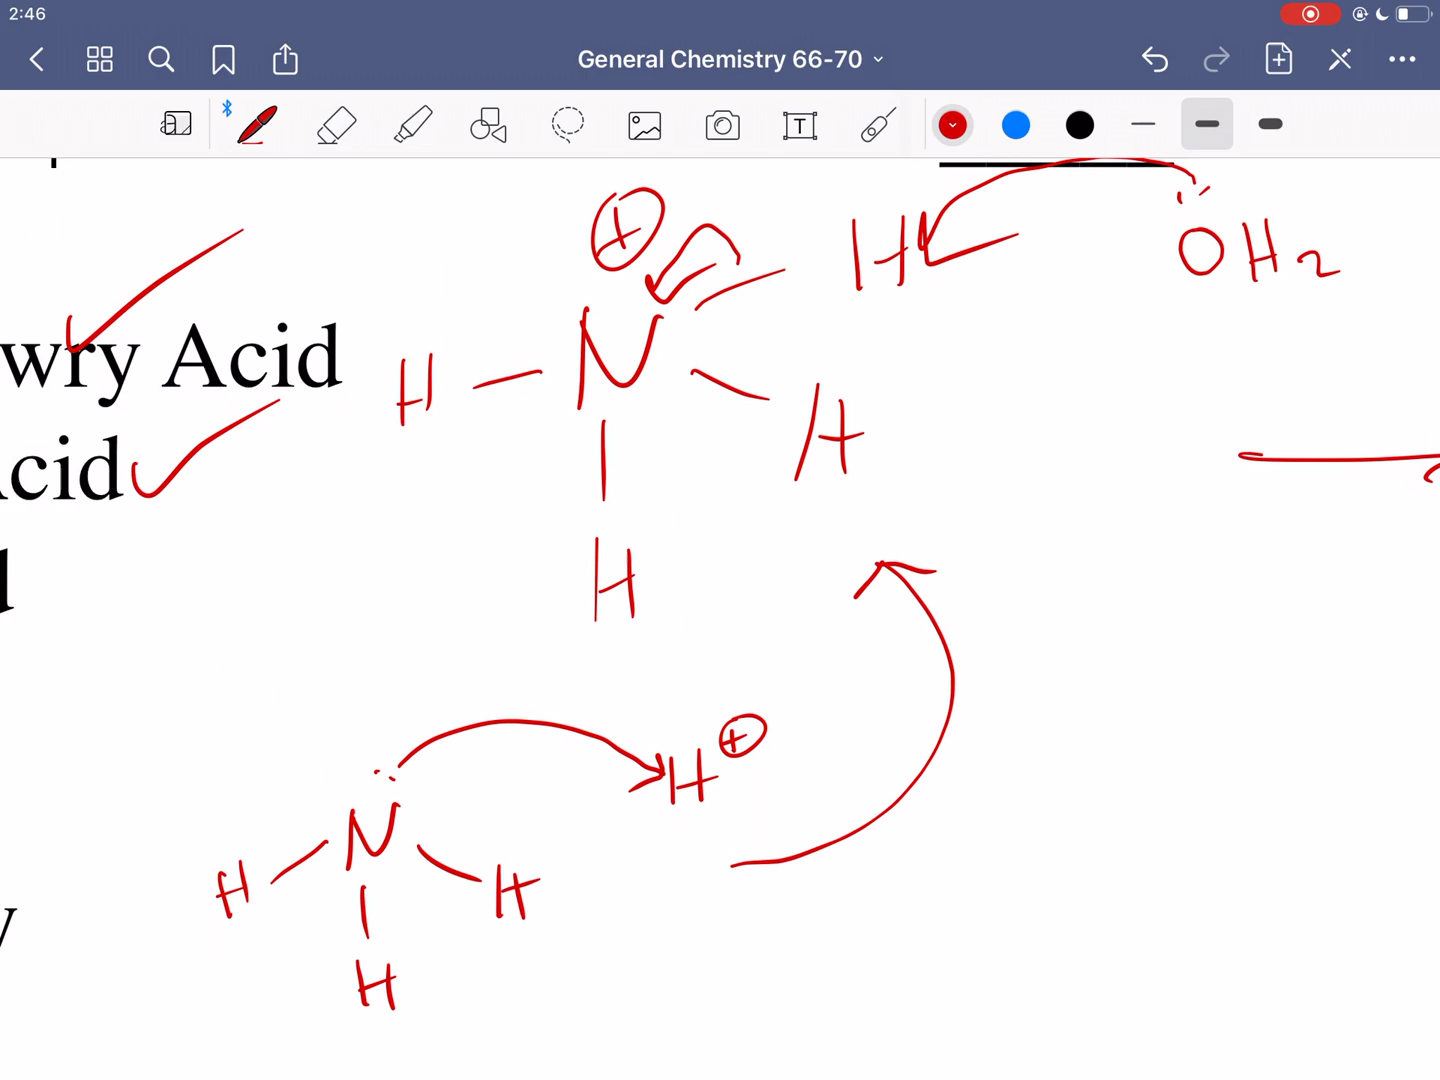 2:46
General Chemistry 66-70
T
⊕
H OH2
wry Acid
N
H
H
cid
H
H⊕
N
H H
H
y